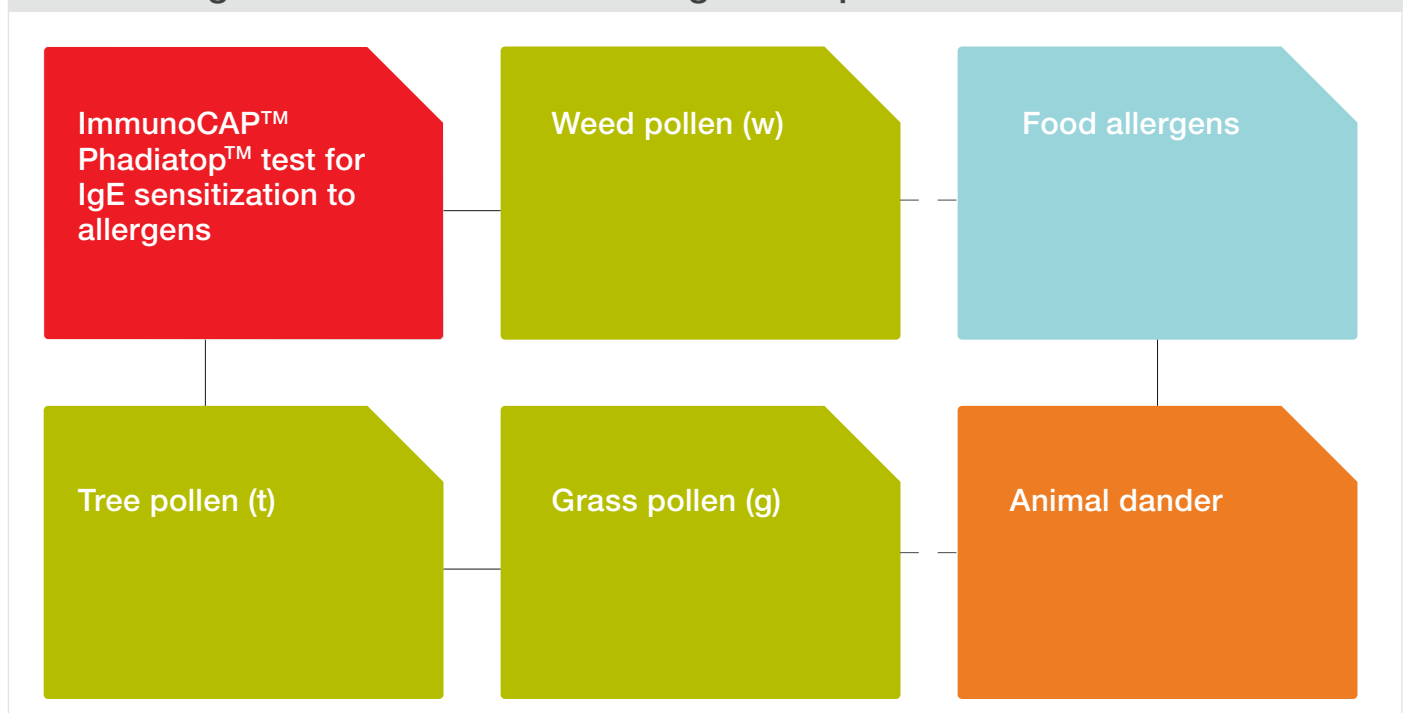 ImmunoCAP™
Phadiatop™ test for
IgE sensitization to
allergens
Weed pollen (w)
Food allergens
Tree pollen (t)
Grass pollen (g)
Animal dander